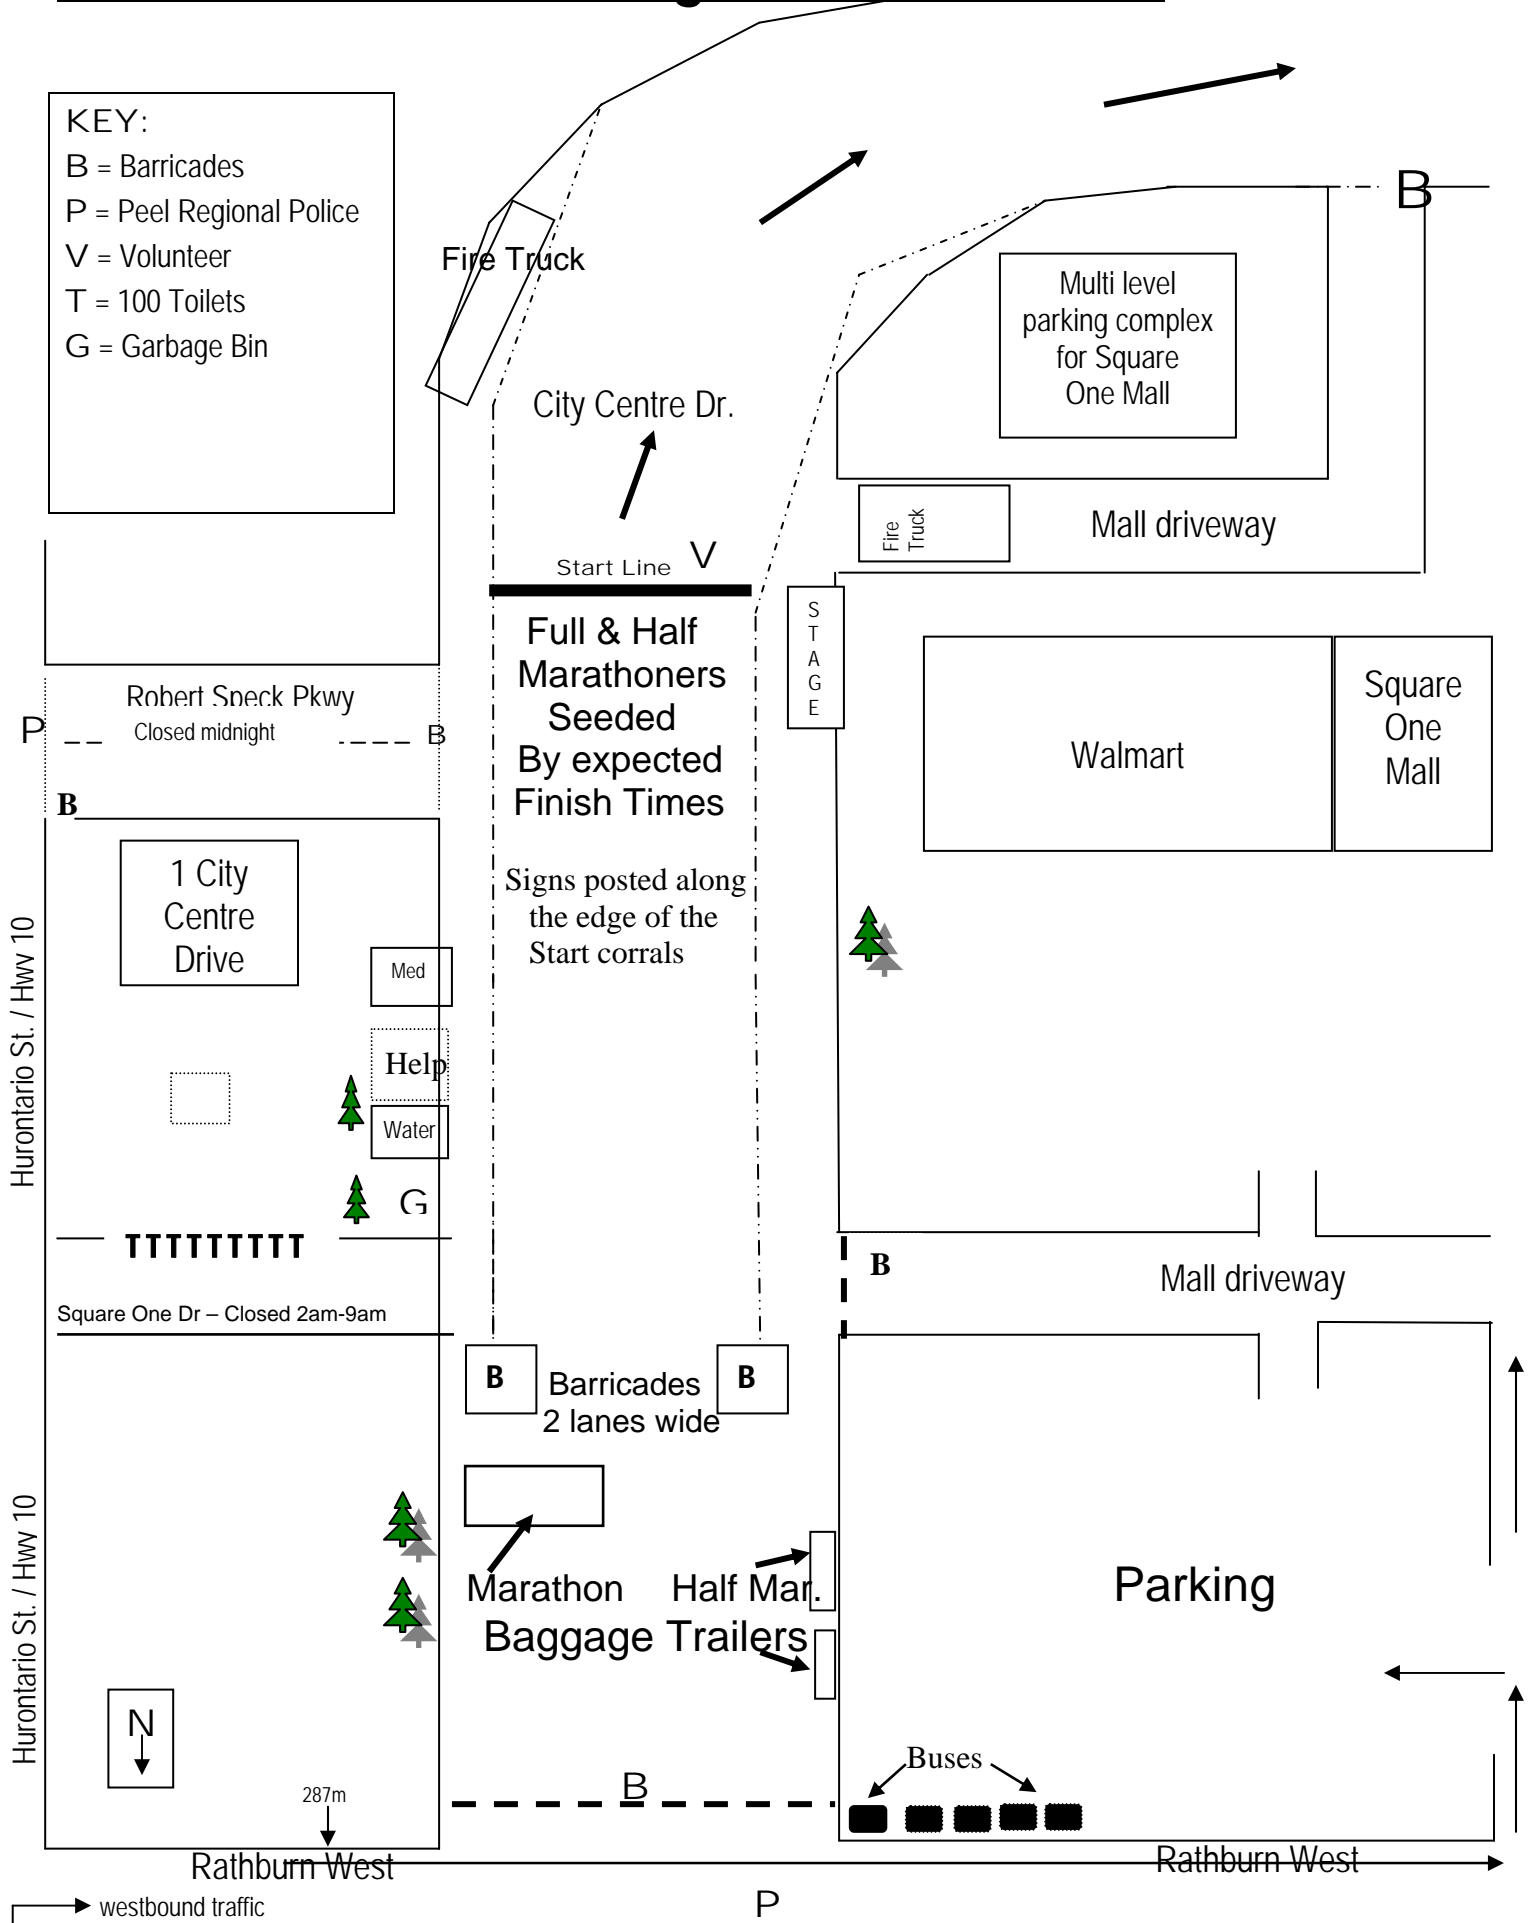 KEY:
B = Barricades
P = Peel Regional Police
V = Volunteer
T = 100 Toilets
G = Garbage Bin
Fire Truck
B
Multi level
parking complex
for Square
One Mall
City Centre Dr.
Fire
Truck
Mall driveway
Start Line
V
S
T
A
G
E
Full & Half
Marathoners
Seeded
By expected
Finish Times
Robert Speck Pkwy
P
Closed midnight
B
B
Walmart
Square
One
Mall
1 City
Centre
Drive
Signs posted along
the edge of the
Start corrals
Hurontario St. / Hwy 10
Med
Help
Water
G
TTTTTTTTT
B
Mall driveway
Square One Dr – Closed 2am-9am
B
Barricades
2 lanes wide
B
Hurontario St. / Hwy 10
Marathon
Half Mar.
Baggage Trailers
Parking
N
287m
B
Buses
Rathburn West
Rathburn West
P
westbound traffic